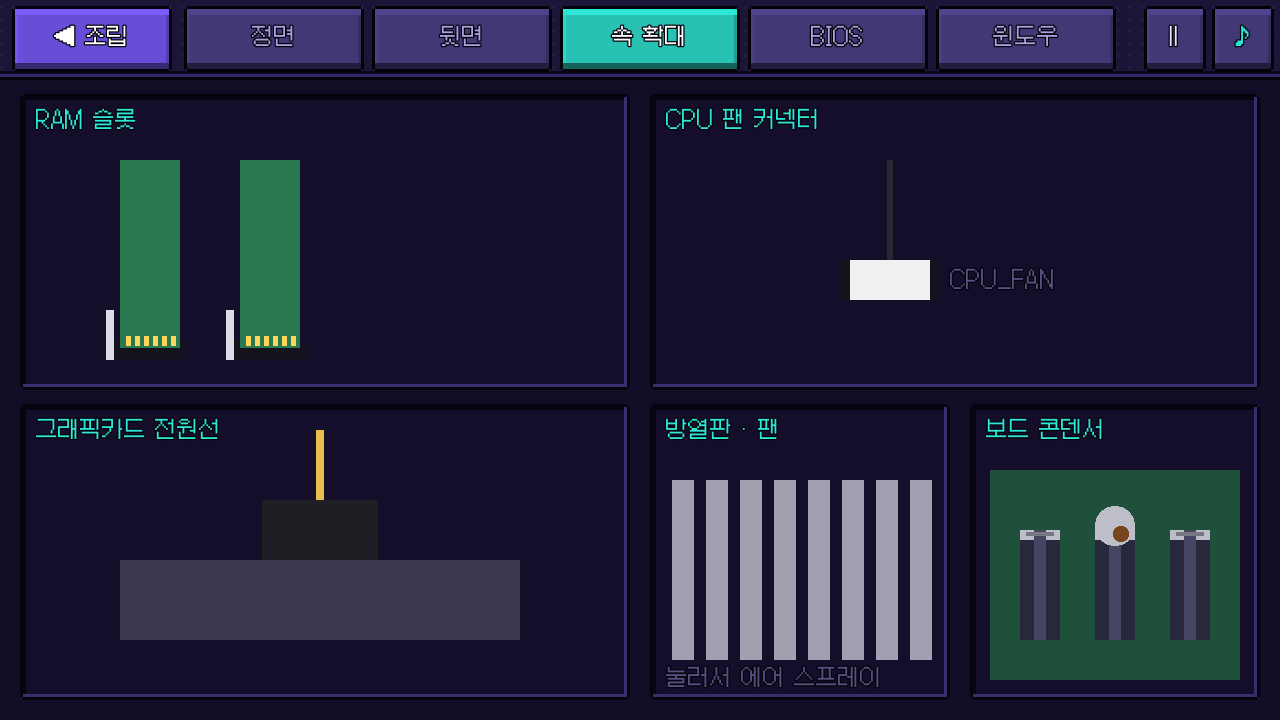 ◀ 조립
정면
뒷면
속 확대
BIOS
윈도우
II
♪
RAM 슬롯
CPU 팬 커넥터
CPU_FAN
그래픽카드 전원선
방열판 · 팬
눌러서 에어 스프레이
보드 콘덴서